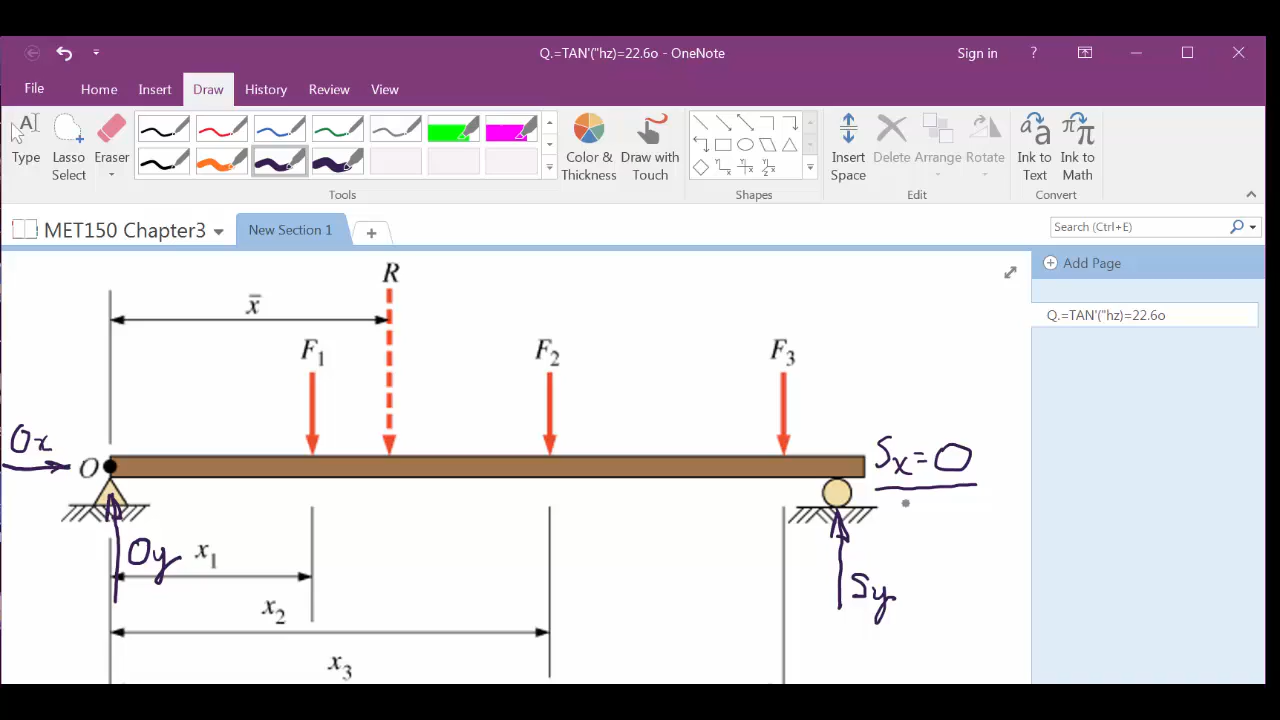 Q.=TAN'("hz)=22.6o - OneNote
Sign in
?
File
Home
Insert
Draw
History
Review
View
Type
Lasso Select
Eraser
Color & Thickness
Draw with Touch
Insert Space
Delete
Arrange
Rotate
Ink to Text
Ink to Math
Tools
Shapes
Edit
Convert
MET150 Chapter3
New Section 1
Search (Ctrl+E)
Add Page
Q.=TAN'("hz)=22.6o
R
x̄
F1
F2
F3
Ox
O
Sx=0
Oy
x1
Sy
x2
x3